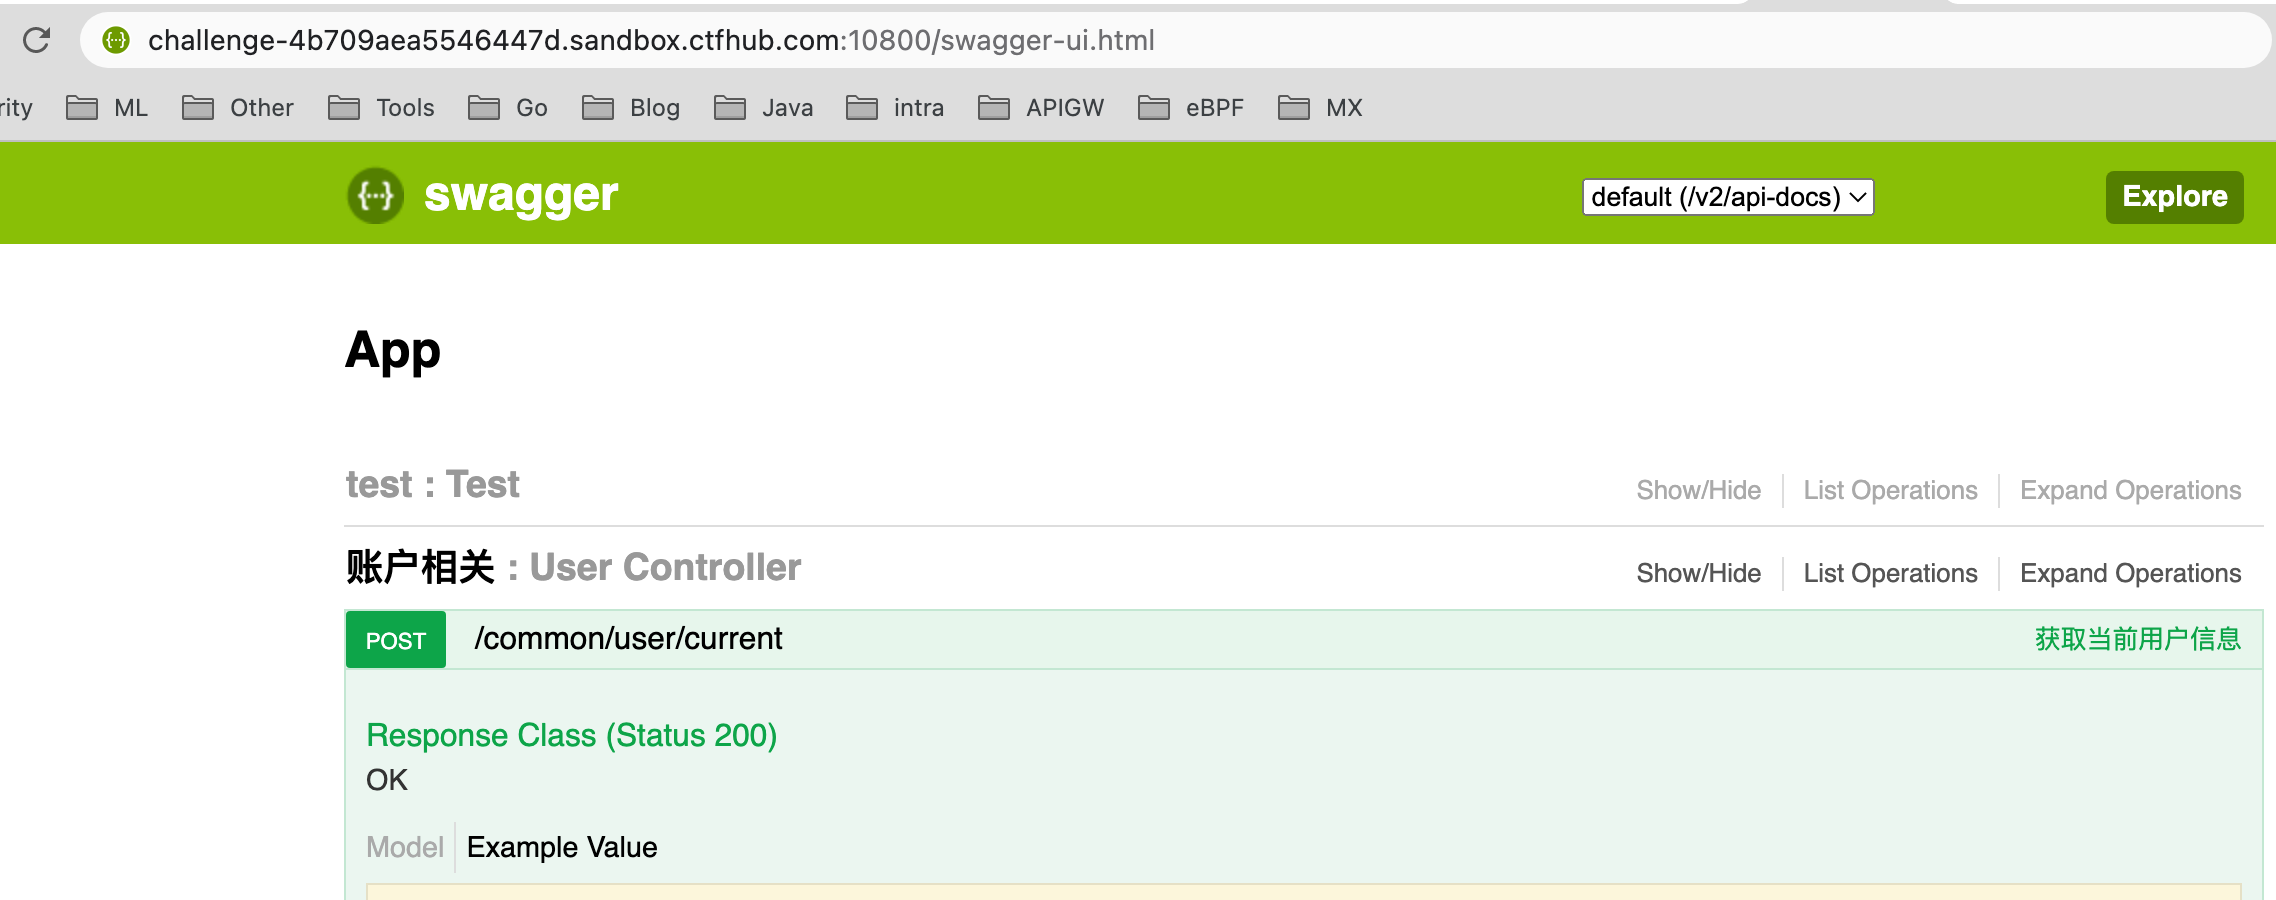 challenge-4b709aea5546447d.sandbox.ctfhub.com:10800/swagger-ui.html
rity ML Other Tools Go Blog Java intra APIGW eBPF MX
{···} swagger default (/v2/api-docs) Explore
App
test : Test Show/Hide List Operations Expand Operations
账户相关 : User Controller Show/Hide List Operations Expand Operations
POST /common/user/current 获取当前用户信息
Response Class (Status 200)
OK
Model Example Value